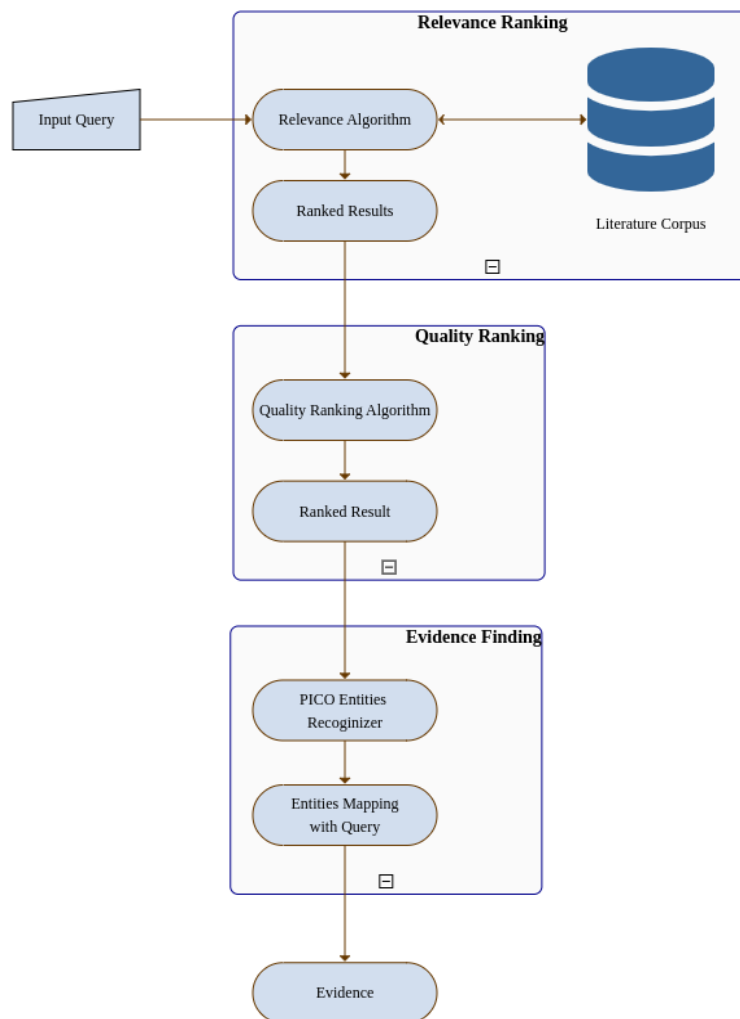 Relevance Ranking
Input Query
Relevance Algorithm
Ranked Results
Literature Corpus
Quality Ranking
Quality Ranking Algorithm
Ranked Result
Evidence Finding
PICO Entities
Recoginizer
Entities Mapping
with Query
Evidence